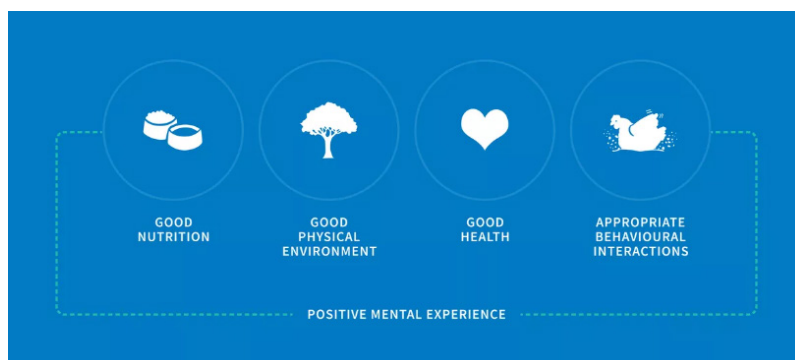 GOOD
NUTRITION
GOOD
PHYSICAL
ENVIRONMENT
GOOD
HEALTH
APPROPRIATE
BEHAVIOURAL
INTERACTIONS
POSITIVE MENTAL EXPERIENCE